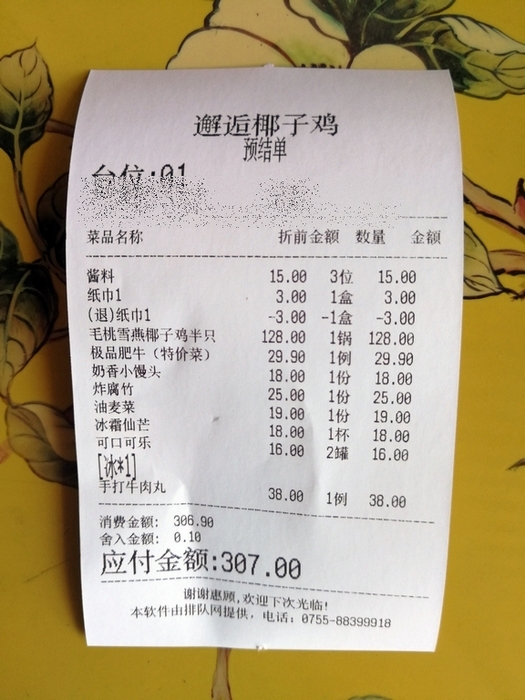 邂逅椰子鸡
预结单
台位:01
菜品名称 折前金额 数量 金额
酱料 15.00 3位 15.00
纸巾1 3.00 1盒 3.00
(退)纸巾1 -3.00 -1盒 -3.00
毛桃雪燕椰子鸡半只 128.00 1锅 128.00
极品肥牛（特价菜） 29.90 1例 29.90
奶香小馒头 18.00 1份 18.00
炸腐竹 25.00 1份 25.00
油麦菜 19.00 1份 19.00
冰霜仙芒 18.00 1杯 18.00
可口可乐 16.00 2罐 16.00
[冰*1]
手打牛肉丸 38.00 1例 38.00
消费金额: 306.90
舍入金额: 0.10
应付金额:307.00
谢谢惠顾,欢迎下次光临!
本软件由排队网提供，电话：0755-88399918